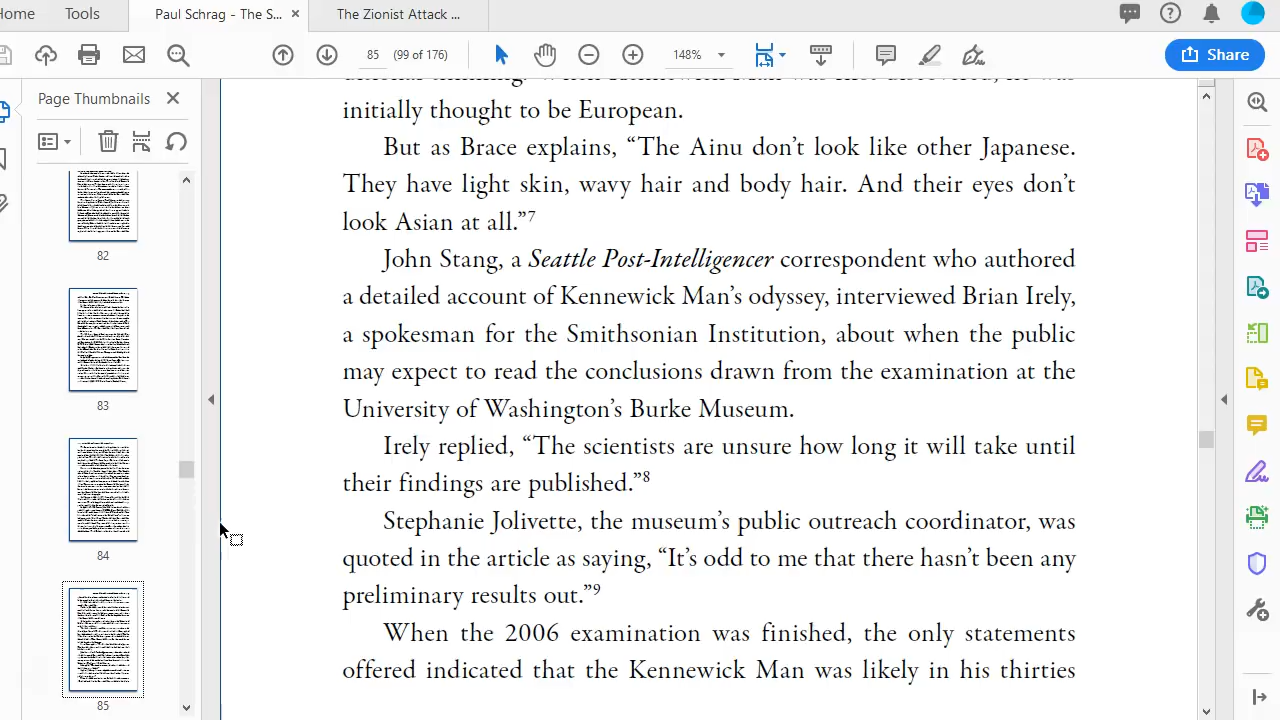 Home
Tools
Paul Schrag - The S...
The Zionist Attack ...
85
(99 of 176)
148%
Share
Page Thumbnails
82
83
84
85
initially thought to be European.
But as Brace explains, “The Ainu don’t look like other Japanese.
They have light skin, wavy hair and body hair. And their eyes don’t
look Asian at all.”7
John Stang, a Seattle Post-Intelligencer correspondent who authored
a detailed account of Kennewick Man’s odyssey, interviewed Brian Irely,
a spokesman for the Smithsonian Institution, about when the public
may expect to read the conclusions drawn from the examination at the
University of Washington’s Burke Museum.
Irely replied, “The scientists are unsure how long it will take until
their findings are published.”8
Stephanie Jolivette, the museum’s public outreach coordinator, was
quoted in the article as saying, “It’s odd to me that there hasn’t been any
preliminary results out.”9
When the 2006 examination was finished, the only statements
offered indicated that the Kennewick Man was likely in his thirties